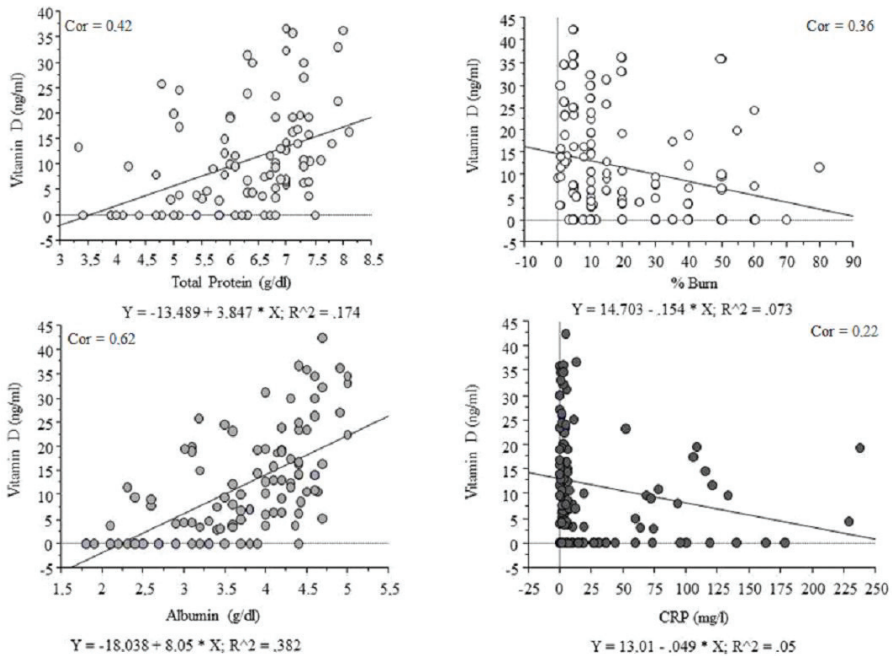 Cor = 0.42
40
35
30
25
20
15
10
5
0
-5
Vitamin D (ng/ml)
3 3,5 4 4.5 5 5.5 6 6.5 7 7.5 8 8.5
Total Protein (g/dl)
Y = -13.489 + 3.847 * X; R^2 = .174
Cor = 0.36
45
40
35
30
25
20
15
10
5
0
-5
Vitamin D (ng/ml)
-10 0 10 20 30 40 50 60 70 80 90
% Burn
Y = 14.703 - .154 * X; R^2 = .073
Cor = 0.62
45
40
35
30
25
20
15
10
5
0
-5
Vitamin D (ng/ml)
1.5 2 2.5 3 3.5 4 4.5 5 5.5
Albumin (g/dl)
Y = -18.038 + 8.05 * X; R^2 = .382
Cor = 0.22
45
40
35
30
25
20
15
10
5
0
-5
Vitamin D (ng/ml)
-25 0 25 50 75 100 125 150 175 200 225 250
CRP (mg/l)
Y = 13.01 - .049 * X; R^2 = .05